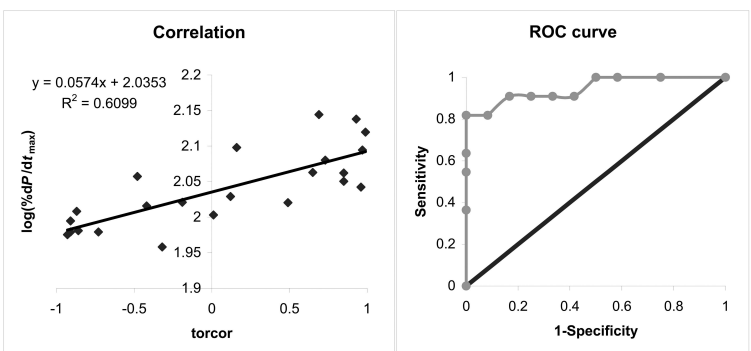 Correlation
y = 0.0574x + 2.0353
R² = 0.6099
2.2
2.15
2.1
2.05
2
1.95
1.9
-1 -0.5 0 0.5 1
log(%dP/dtmax)
torcor
ROC curve
1
0.8
0.6
0.4
0.2
0
0 0.2 0.4 0.6 0.8 1
Sensitivity
1-Specificity